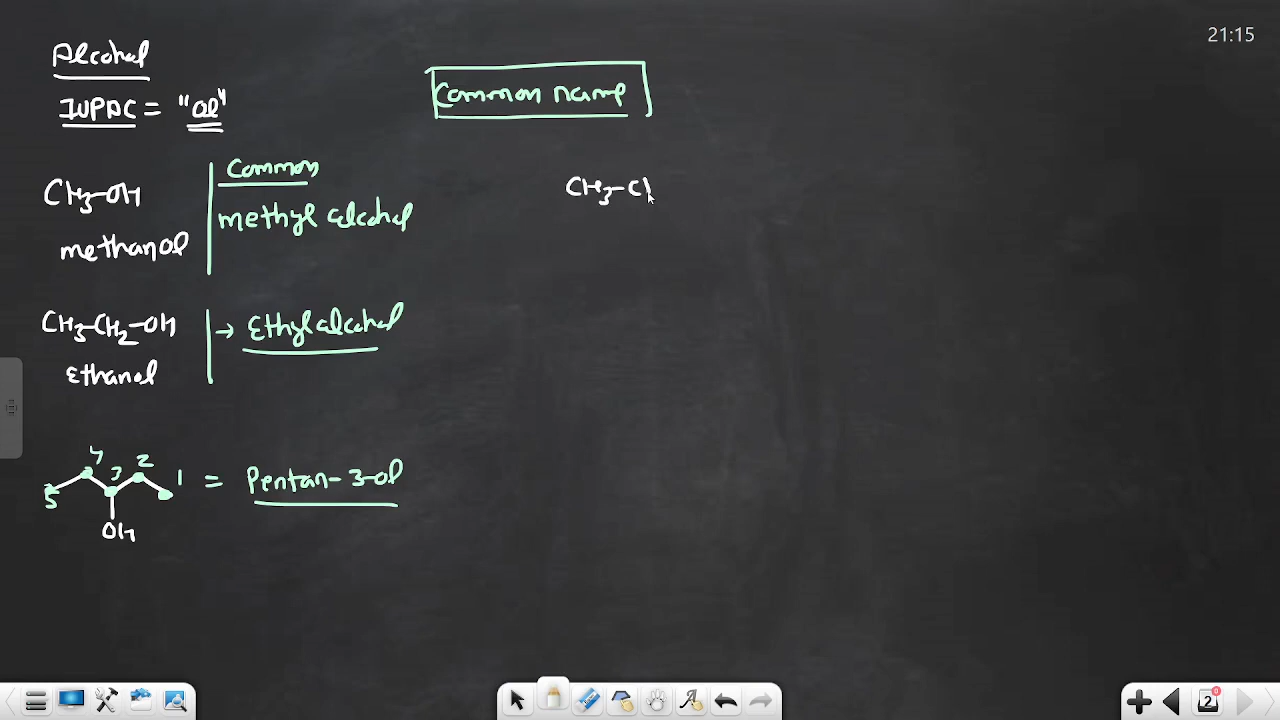 21:15
Alcohol
IUPAC = "ol"
Common name
CH3-OH
methanol
Common
methyl alcohol
CH3-Cl
CH3-CH2-OH
Ethanol
→ Ethyl alcohol
5 4 3 2 1
OH
= Pentan-3-ol
2
0